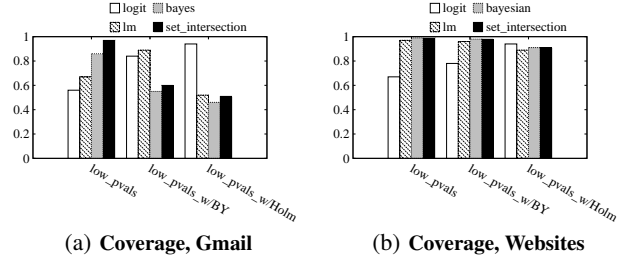 logit bayes
lm set_intersection
1
0.8
0.6
0.4
0.2
0
low_pvals
low_pvals_w/BY
low_pvals_w/Holm
(a) Coverage, Gmail
logit bayesian
lm set_intersection
1
0.8
0.6
0.4
0.2
0
low_pvals
low_pvals_w/BY
low_pvals_w/Holm
(b) Coverage, Websites